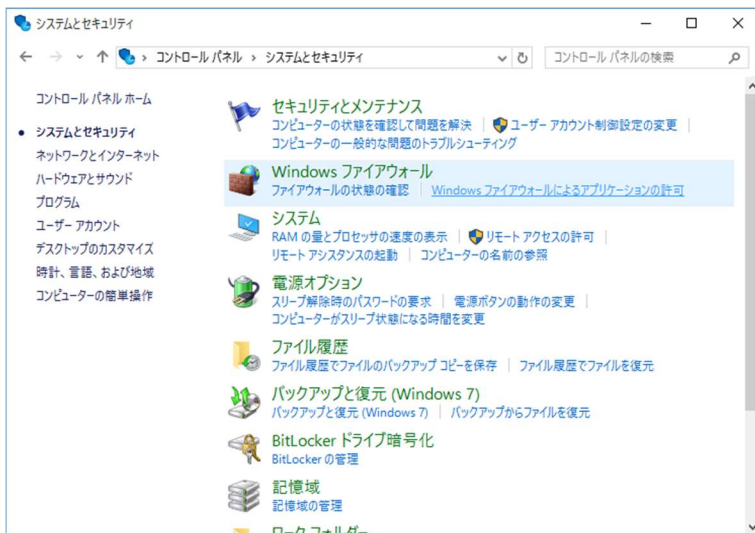 システムとセキュリティ
コントロール パネル › システムとセキュリティ
コントロール パネルの検索
コントロール パネル ホーム
システムとセキュリティ
ネットワークとインターネット
ハードウェアとサウンド
プログラム
ユーザー アカウント
デスクトップのカスタマイズ
時計、言語、および地域
コンピューターの簡単操作
セキュリティとメンテナンス
コンピューターの状態を確認して問題を解決 ユーザー アカウント制御設定の変更
コンピューターの一般的な問題のトラブルシューティング
Windows ファイアウォール
ファイアウォールの状態の確認 Windows ファイアウォールによるアプリケーションの許可
システム
RAM の量とプロセッサの速度の表示 リモート アクセスの許可
リモート アシスタンスの起動 コンピューターの名前の参照
電源オプション
スリープ解除時のパスワードの要求 電源ボタンの動作の変更
コンピューターがスリープ状態になる時間を変更
ファイル履歴
ファイル履歴でファイルのバックアップ コピーを保存 ファイル履歴でファイルを復元
バックアップと復元 (Windows 7)
バックアップと復元 (Windows 7) バックアップからファイルを復元
BitLocker ドライブ暗号化
BitLocker の管理
記憶域
記憶域の管理
ワーク フォルダー